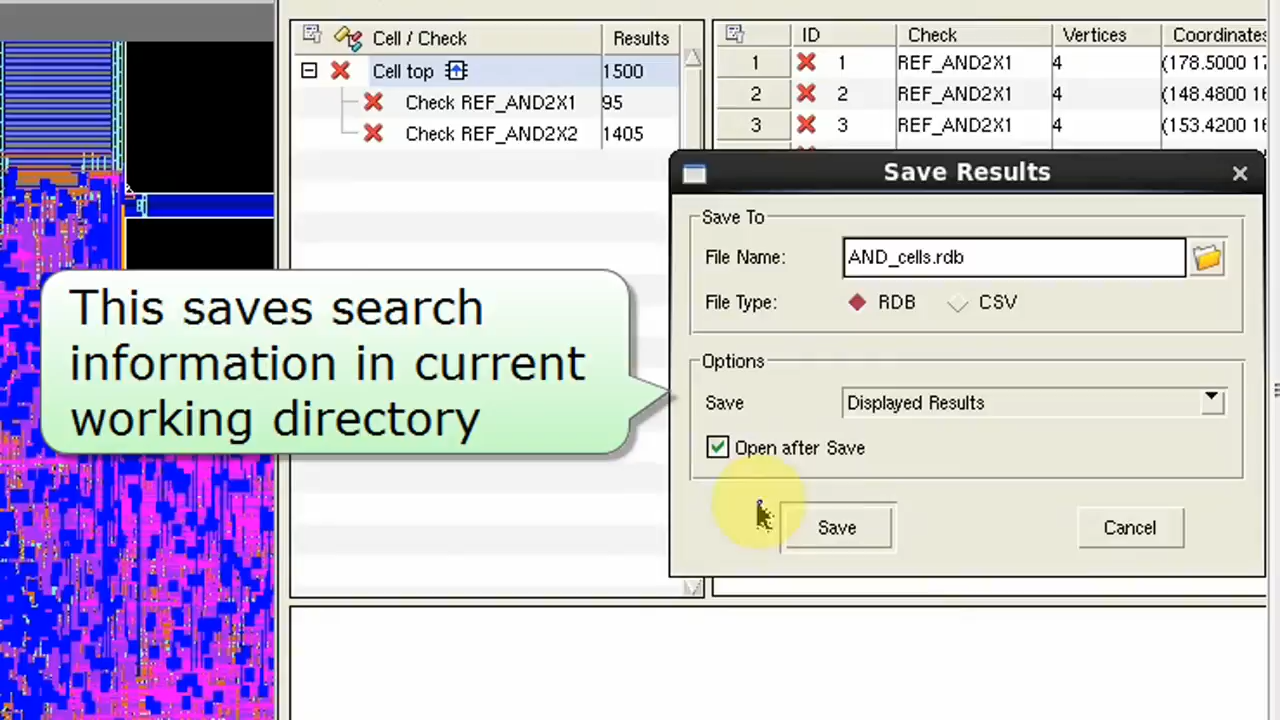 Cell / Check Results
Cell top 1500
Check REF_AND2X1 95
Check REF_AND2X2 1405
ID Check Vertices Coordinates
1 1 REF_AND2X1 4 (178.5000 17
2 2 REF_AND2X1 4 (148.4800 16
3 3 REF_AND2X1 4 (153.4200 16
Save Results
Save To
File Name: AND_cells.rdb
File Type: RDB CSV
Options
Save Displayed Results
Open after Save
Save Cancel
This saves search
information in current
working directory